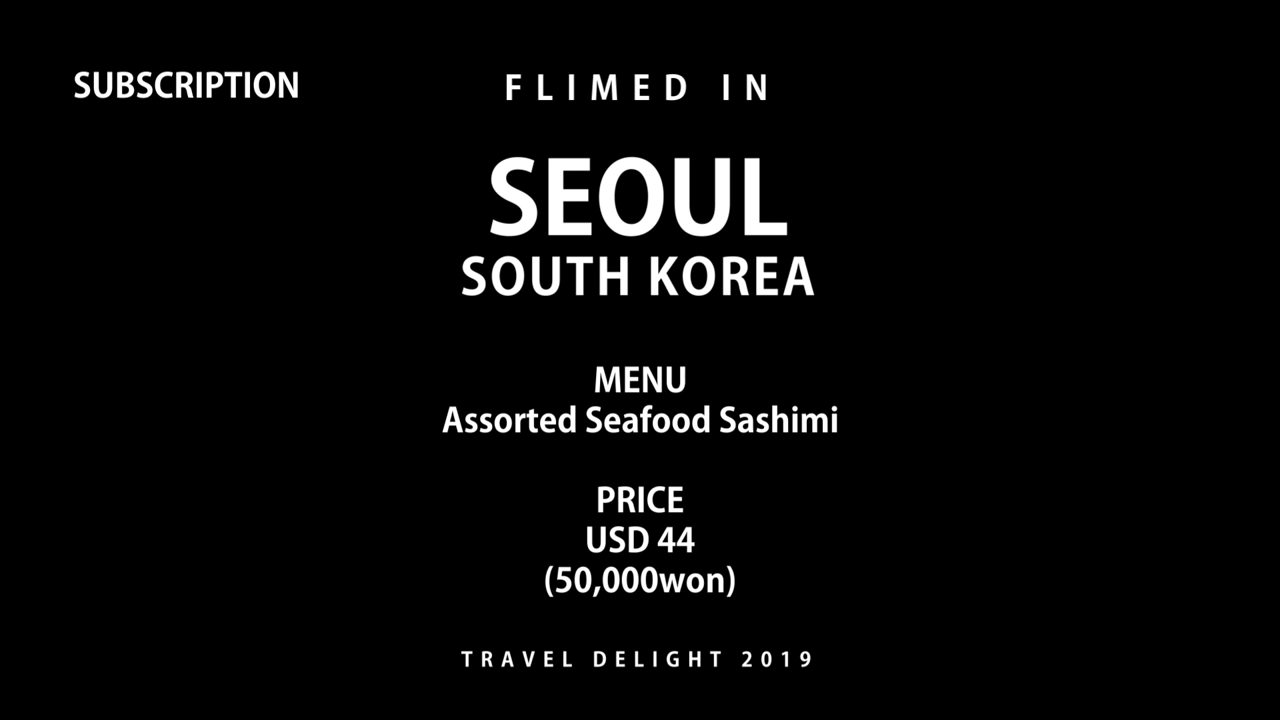 SUBSCRIPTION
FLIMED IN
SEOUL
SOUTH KOREA
MENU
Assorted Seafood Sashimi
PRICE
USD 44
(50,000won)
TRAVEL DELIGHT 2019